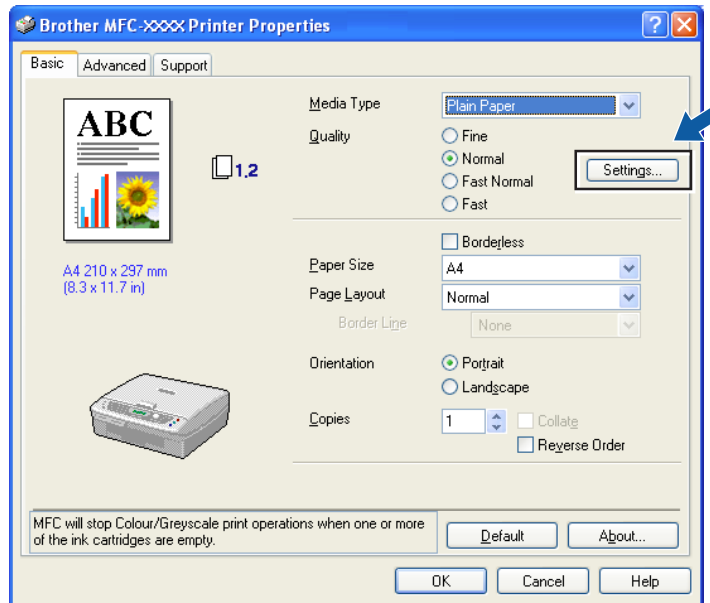 Brother MFC-XXXX Printer Properties
Basic Advanced Support
Media Type Plain Paper
Quality Fine
Normal
Fast Normal
Fast
Settings...
ABC
1.2
A4 210 x 297 mm
(8.3 x 11.7 in)
Borderless
Paper Size A4
Page Layout Normal
Border Line None
Orientation Portrait
Landscape
Copies 1 Collate
Reverse Order
MFC will stop Colour/Greyscale print operations when one or more
of the ink cartridges are empty.
Default About...
OK Cancel Help